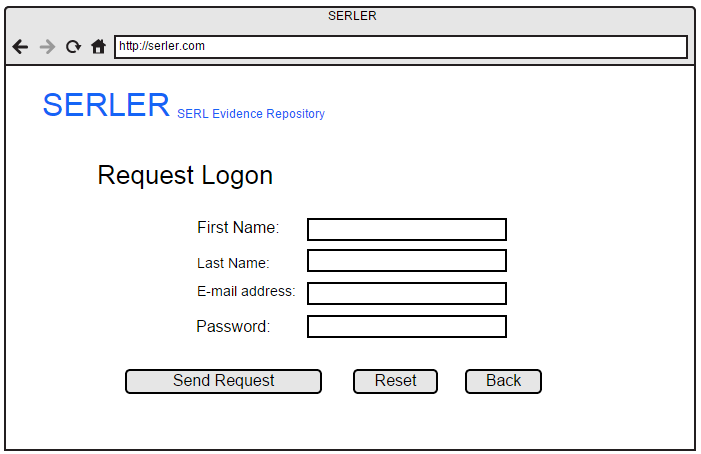 SERLER
http://serler.com
SERLER SERL Evidence Repository
Request Logon
First Name:
Last Name:
E-mail address:
Password:
Send Request Reset Back